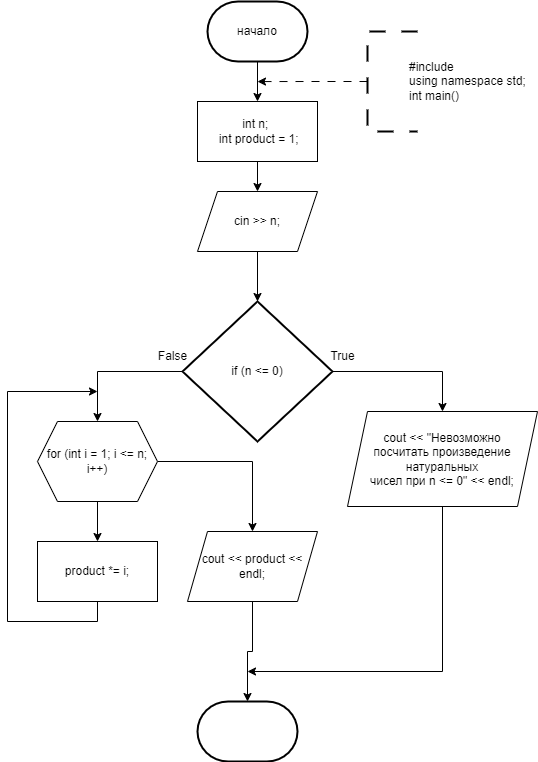 начало
#include
using namespace std;
int main()
int n;
int product = 1;
cin >> n;
if (n <= 0)
False
True
cout << "Невозможно
посчитать произведение
натуральных
чисел при n <= 0" << endl;
for (int i = 1; i <= n;
i++)
product *= i;
cout << product <<
endl;